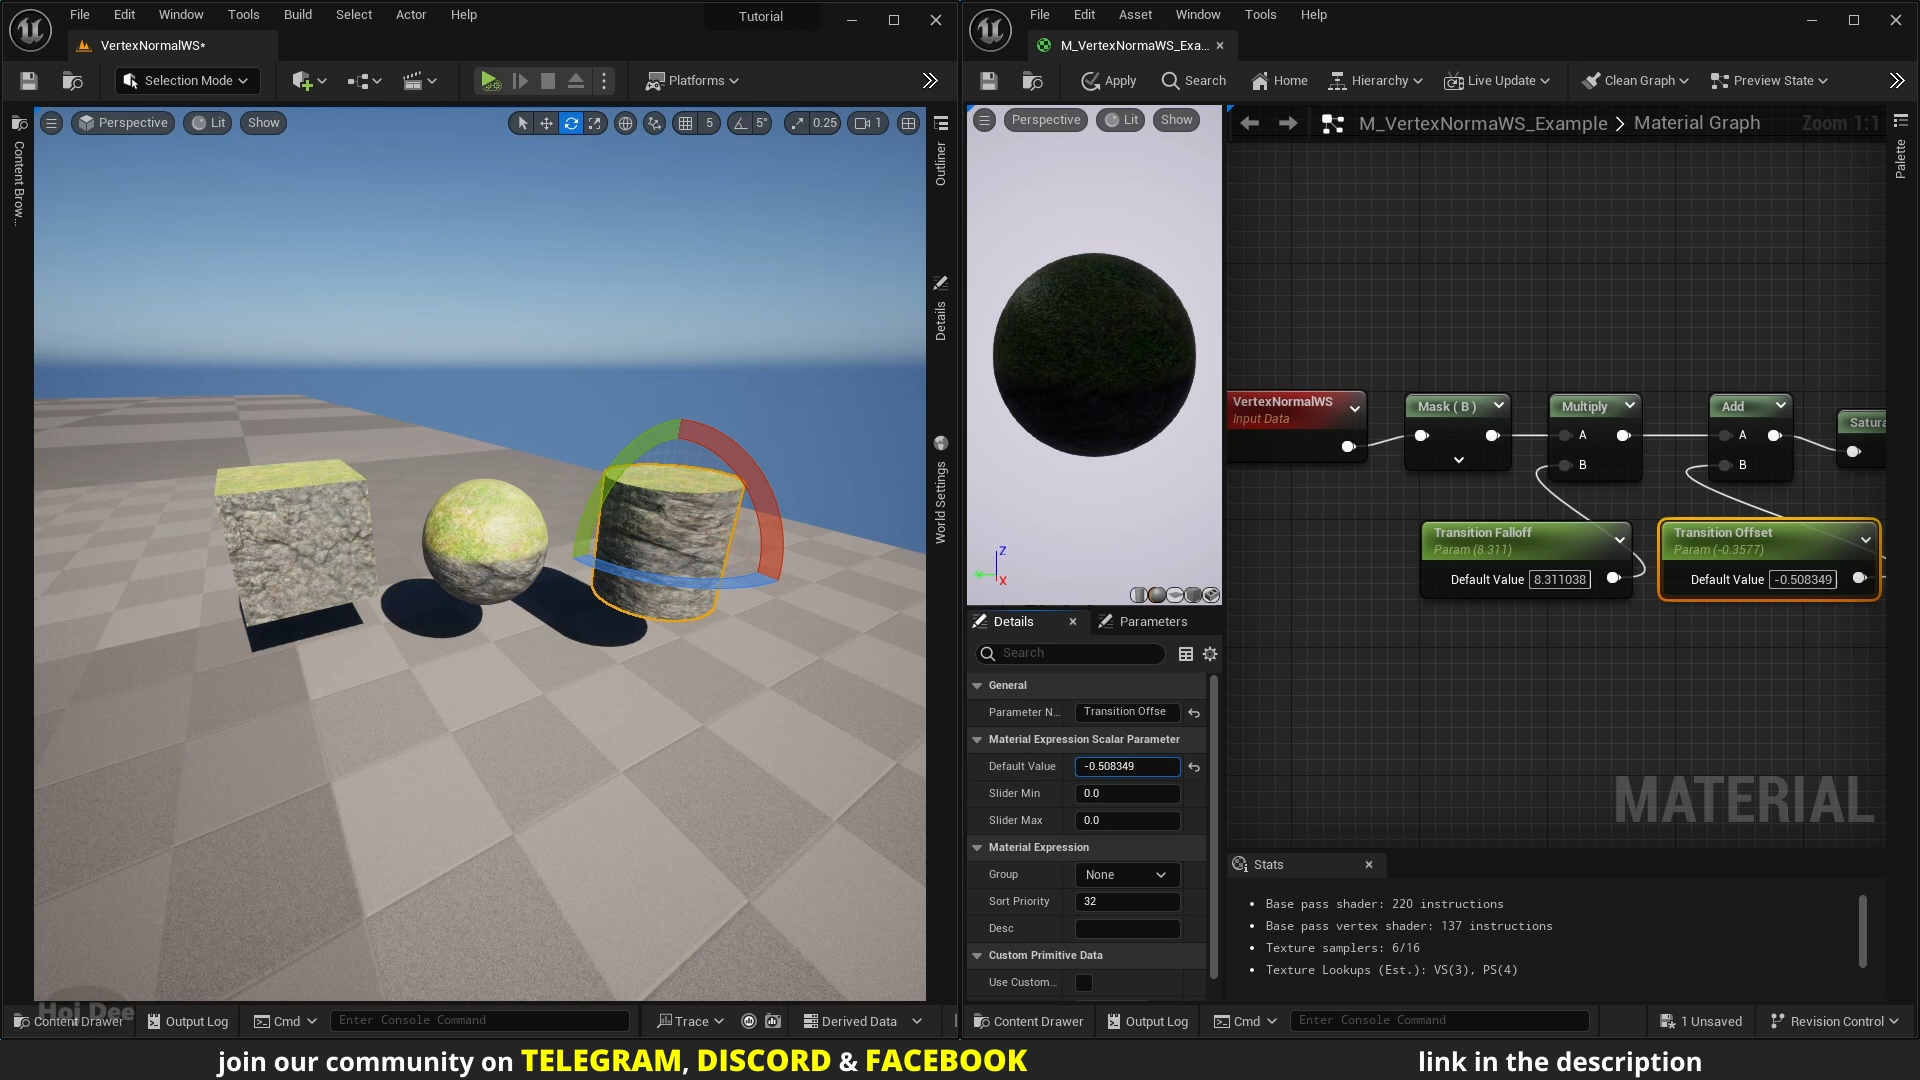 File Edit Window Tools Build Select Actor Help
Tutorial
VertexNormalWS*
Selection Mode
Platforms
Perspective
Lit
Show
5
5°
0.25
1
Content Brow...
Outliner
Details
World Settings
Hoi Dee
Content Drawer
Output Log
Cmd
Enter Console Command
Trace
Derived Data
File Edit Asset Window Tools Help
M_VertexNormaWS_Exa...
Apply
Search
Home
Hierarchy
Live Update
Clean Graph
Preview State
Perspective
Lit
Show
Z
X
M_VertexNormaWS_Example > Material Graph
Zoom 1:1
Palette
VertexNormalWS
Input Data
Mask ( B )
Multiply
A
B
Add
A
B
Satura
Transition Falloff
Param (8.311)
Default Value 8.311038
Transition Offset
Param (-0.3577)
Default Value -0.508349
MATERIAL
Details
Parameters
Search
General
Parameter N... Transition Offse
Material Expression Scalar Parameter
Default Value -0.508349
Slider Min 0.0
Slider Max 0.0
Material Expression
Group None
Sort Priority 32
Desc
Custom Primitive Data
Use Custom...
Stats
• Base pass shader: 220 instructions
• Base pass vertex shader: 137 instructions
• Texture samplers: 6/16
• Texture Lookups (Est.): VS(3), PS(4)
Content Drawer
Output Log
Cmd
Enter Console Command
1 Unsaved
Revision Control
join our community on TELEGRAM, DISCORD & FACEBOOK
link in the description